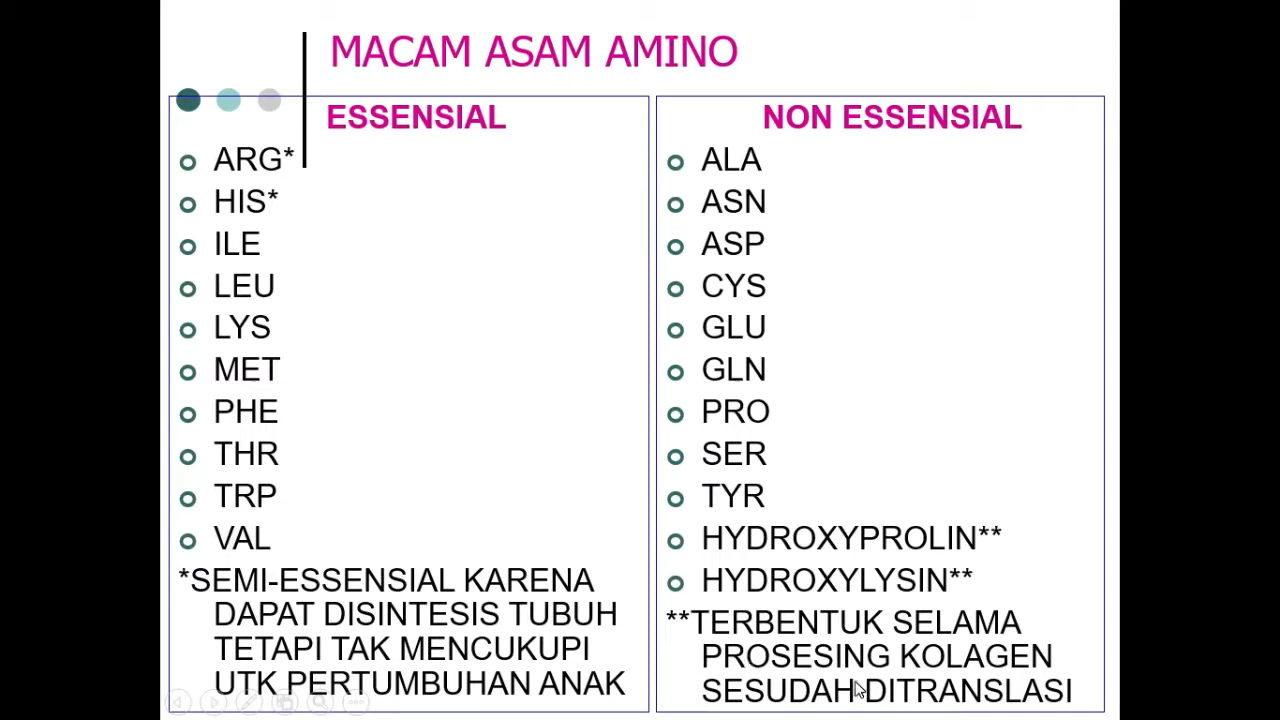 MACAM ASAM AMINO
ESSENSIAL
ARG*
HIS*
ILE
LEU
LYS
MET
PHE
THR
TRP
VAL
*SEMI-ESSENSIAL KARENA
DAPAT DISINTESIS TUBUH
TETAPI TAK MENCUKUPI
UTK PERTUMBUHAN ANAK
NON ESSENSIAL
ALA
ASN
ASP
CYS
GLU
GLN
PRO
SER
TYR
HYDROXYPROLIN**
HYDROXYLYSIN**
**TERBENTUK SELAMA
PROSESING KOLAGEN
SESUDAH DITRANSLASI